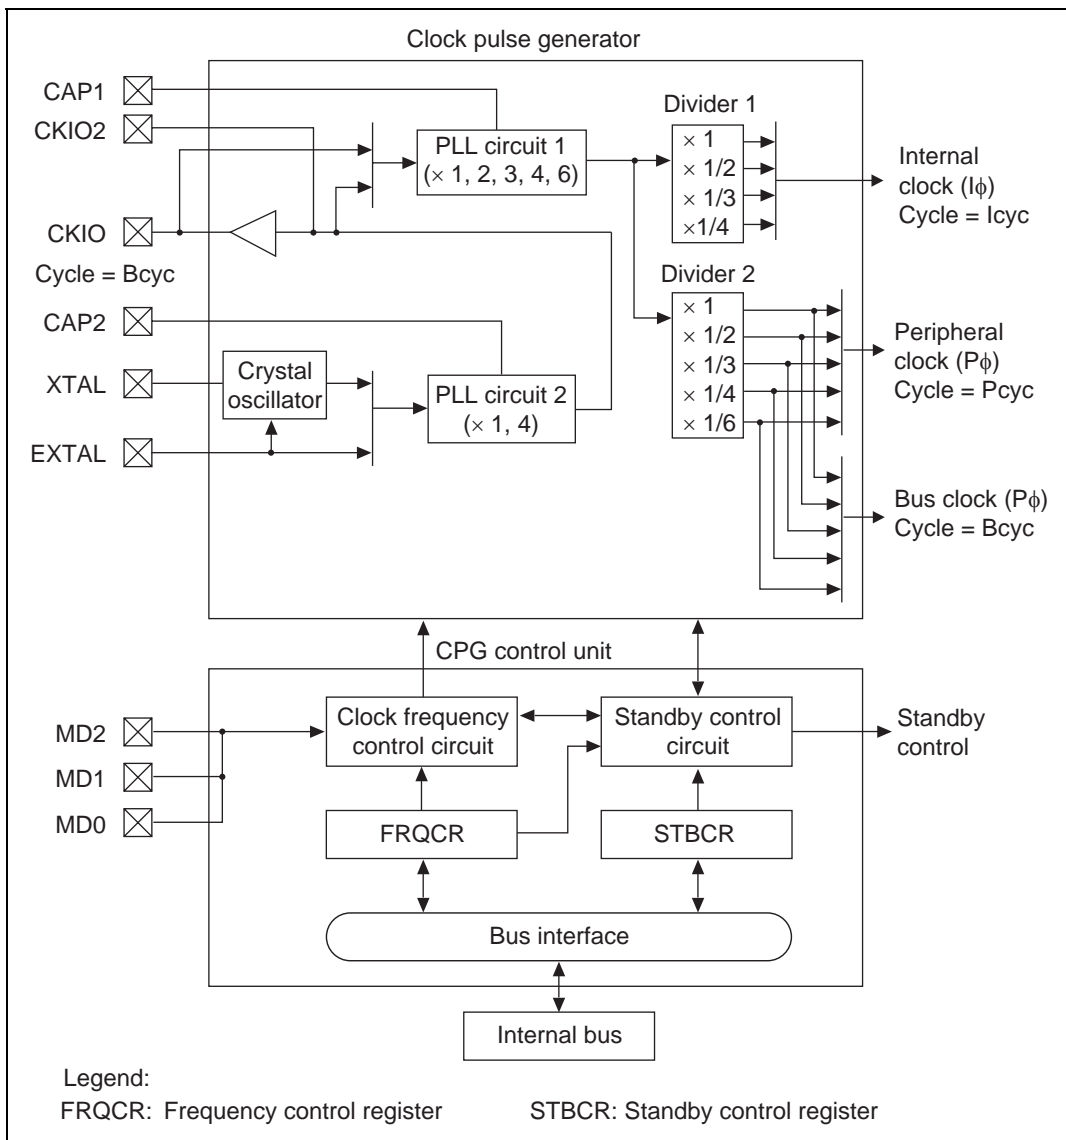 Clock pulse generator
CAP1
CKIO2
CKIO
Cycle = Bcyc
CAP2
XTAL
EXTAL
PLL circuit 1
(× 1, 2, 3, 4, 6)
Crystal
oscillator
PLL circuit 2
(× 1, 4)
Divider 1
× 1
× 1/2
× 1/3
×1/4
Divider 2
× 1
× 1/2
× 1/3
× 1/4
× 1/6
Internal
clock (Iϕ)
Cycle = Icyc
Peripheral
clock (Pϕ)
Cycle = Pcyc
Bus clock (Pϕ)
Cycle = Bcyc
CPG control unit
MD2
MD1
MD0
Clock frequency
control circuit
Standby control
circuit
Standby
control
FRQCR
STBCR
Bus interface
Internal bus
Legend:
FRQCR: Frequency control register
STBCR: Standby control register